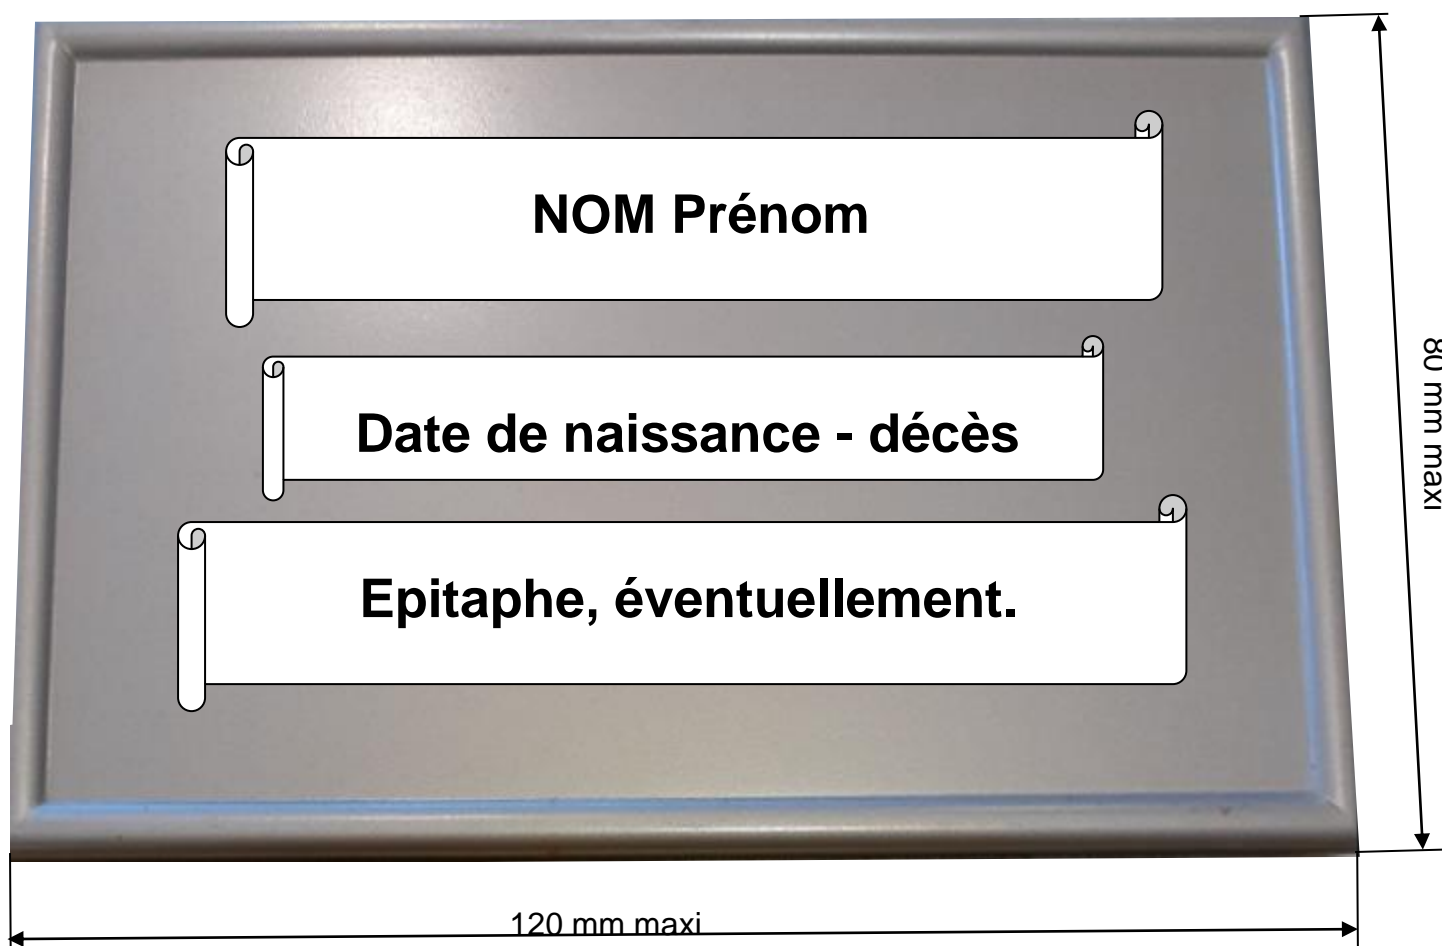 NOM Prénom
Date de naissance - décès
Epitaphe, éventuellement.
80 mm maxi
120 mm maxi